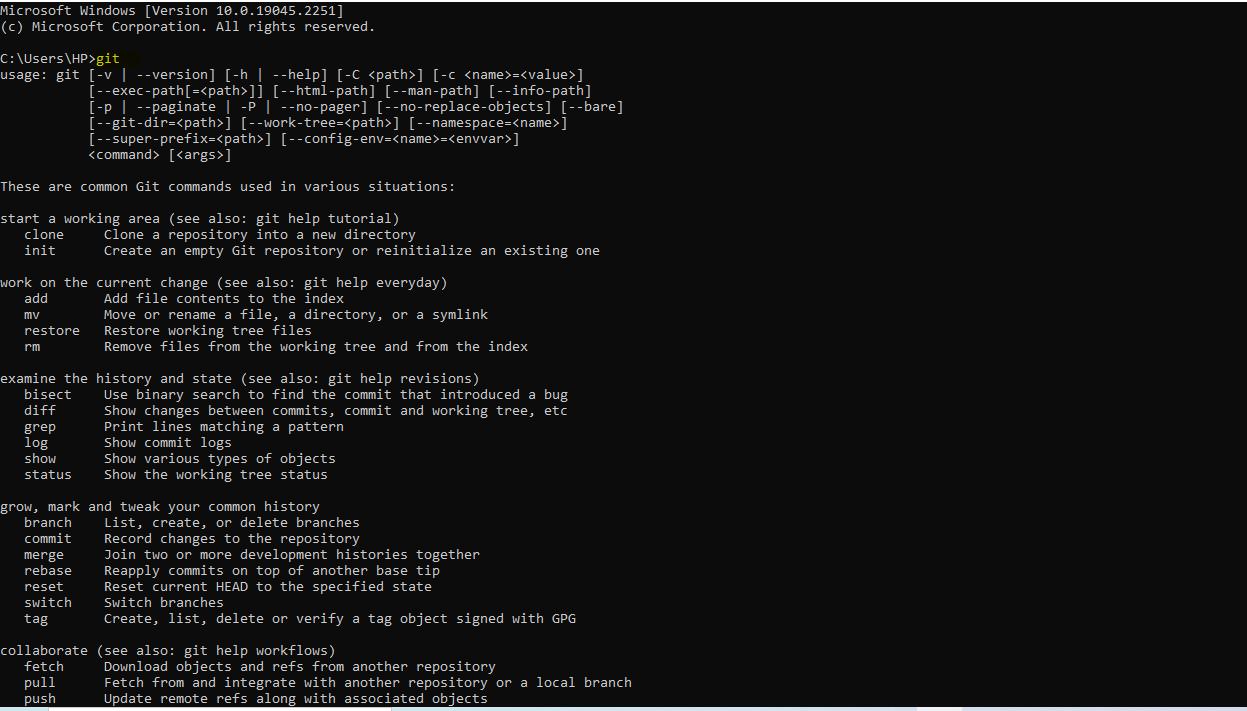 Microsoft Windows [Version 10.0.19045.2251]
(c) Microsoft Corporation. All rights reserved.
C:\Users\HP>git
usage: git [-v | --version] [-h | --help] [-C <path>] [-c <name>=<value>]
           [--exec-path[=<path>]] [--html-path] [--man-path] [--info-path]
           [-p | --paginate | -P | --no-pager] [--no-replace-objects] [--bare]
           [--git-dir=<path>] [--work-tree=<path>] [--namespace=<name>]
           [--super-prefix=<path>] [--config-env=<name>=<envvar>]
           <command> [<args>]
These are common Git commands used in various situations:
start a working area (see also: git help tutorial)
   clone     Clone a repository into a new directory
   init      Create an empty Git repository or reinitialize an existing one
work on the current change (see also: git help everyday)
   add       Add file contents to the index
   mv        Move or rename a file, a directory, or a symlink
   restore   Restore working tree files
   rm        Remove files from the working tree and from the index
examine the history and state (see also: git help revisions)
   bisect    Use binary search to find the commit that introduced a bug
   diff      Show changes between commits, commit and working tree, etc
   grep      Print lines matching a pattern
   log       Show commit logs
   show      Show various types of objects
   status    Show the working tree status
grow, mark and tweak your common history
   branch    List, create, or delete branches
   commit    Record changes to the repository
   merge     Join two or more development histories together
   rebase    Reapply commits on top of another base tip
   reset     Reset current HEAD to the specified state
   switch    Switch branches
   tag       Create, list, delete or verify a tag object signed with GPG
collaborate (see also: git help workflows)
   fetch     Download objects and refs from another repository
   pull      Fetch from and integrate with another repository or a local branch
   push      Update remote refs along with associated objects